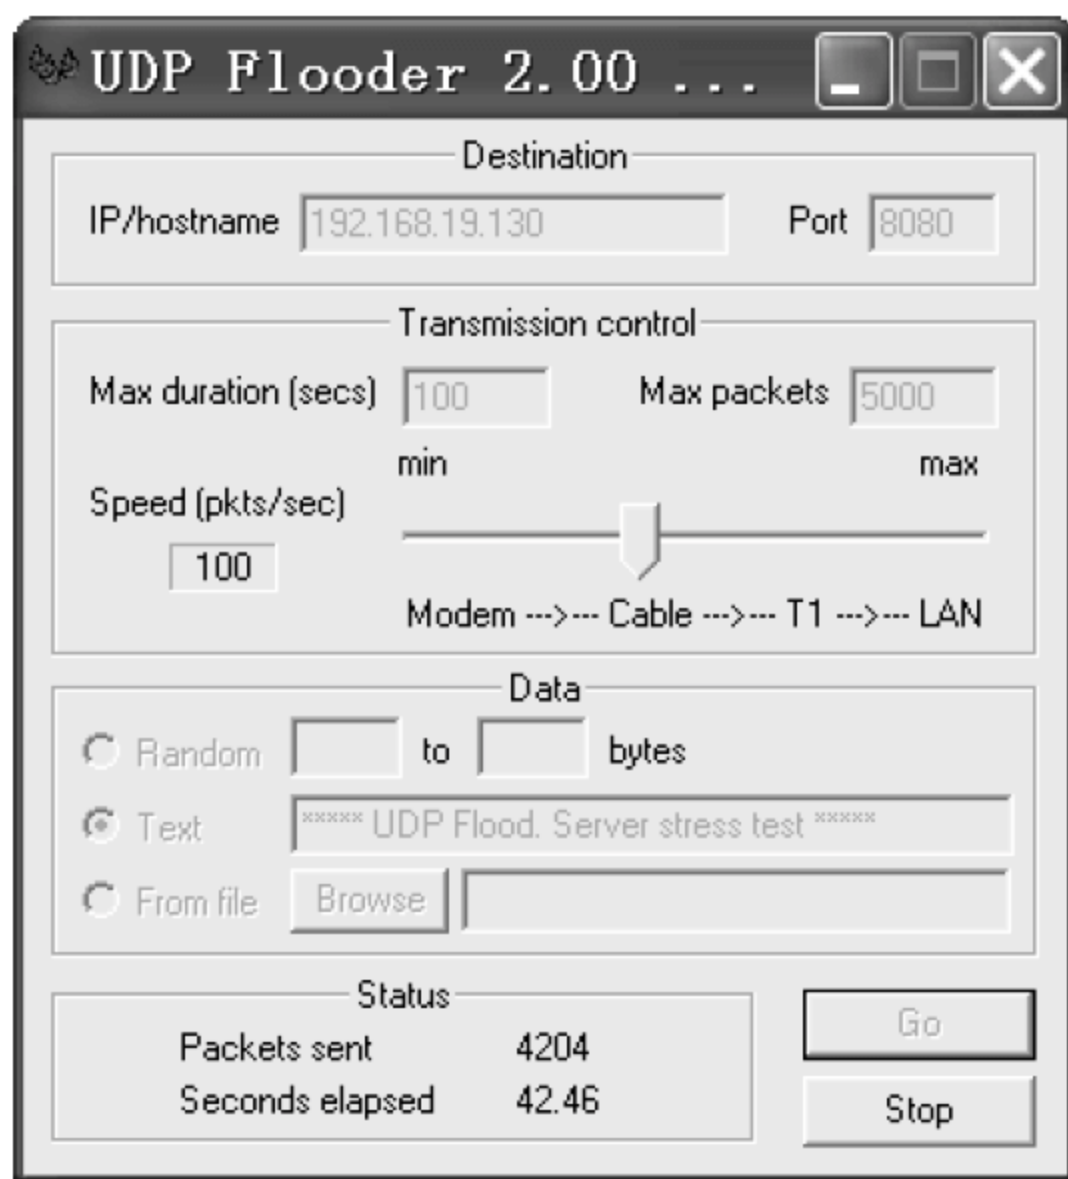 UDP Flooder 2.00 ...
Destination
IP/hostname 192.168.19.130 Port 8080
Transmission control
Max duration (secs) 100 Max packets 5000
min max
Speed (pkts/sec)
100
Modem --->--- Cable --->--- T1 --->--- LAN
Data
Random to bytes
Text ***** UDP Flood. Server stress test *****
From file Browse
Status
Packets sent 4204
Seconds elapsed 42.46
Go
Stop